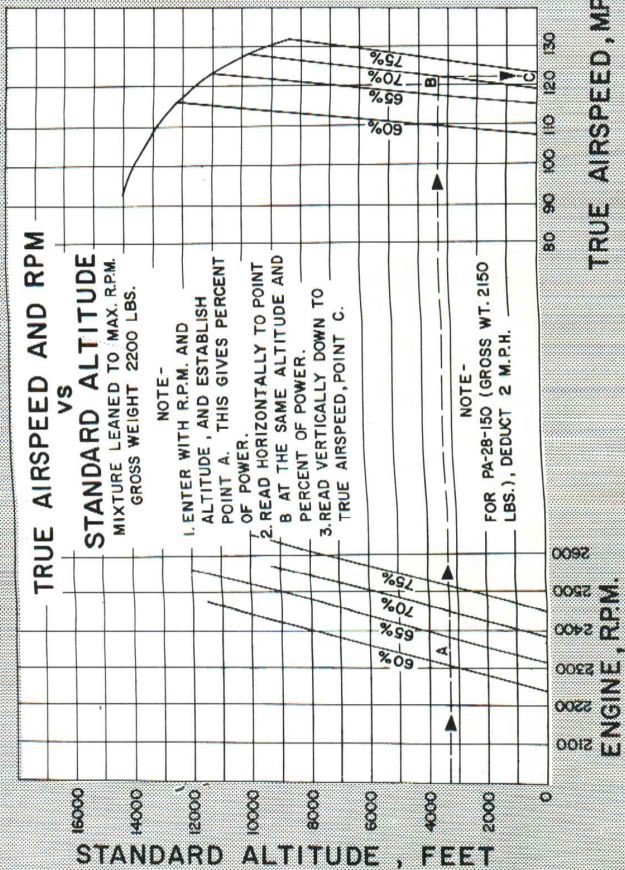 TRUE AIRSPEED AND RPM
VS
STANDARD ALTITUDE
MIXTURE LEANED TO MAX. R.P.M.
GROSS WEIGHT 2200 LBS.
NOTE-
1. ENTER WITH R.P.M. AND
ALTITUDE, AND ESTABLISH
POINT A. THIS GIVES PERCENT
OF POWER.
2. READ HORIZONTALLY TO POINT
B AT THE SAME ALTITUDE AND
PERCENT OF POWER.
3. READ VERTICALLY DOWN TO
TRUE AIRSPEED, POINT C.
NOTE-
FOR PA-28-150 (GROSS WT. 2150
LBS.), DEDUCT 2 M.P.H.
STANDARD ALTITUDE, FEET
16000
14000
12000
10000
8000
6000
4000
2000
0
60%
65%
70%
75%
A
2100
2200
2300
2400
2500
2600
ENGINE, R.P.M.
60%
65%
70%
75%
B
C
80
90
100
110
120
130
TRUE AIRSPEED,